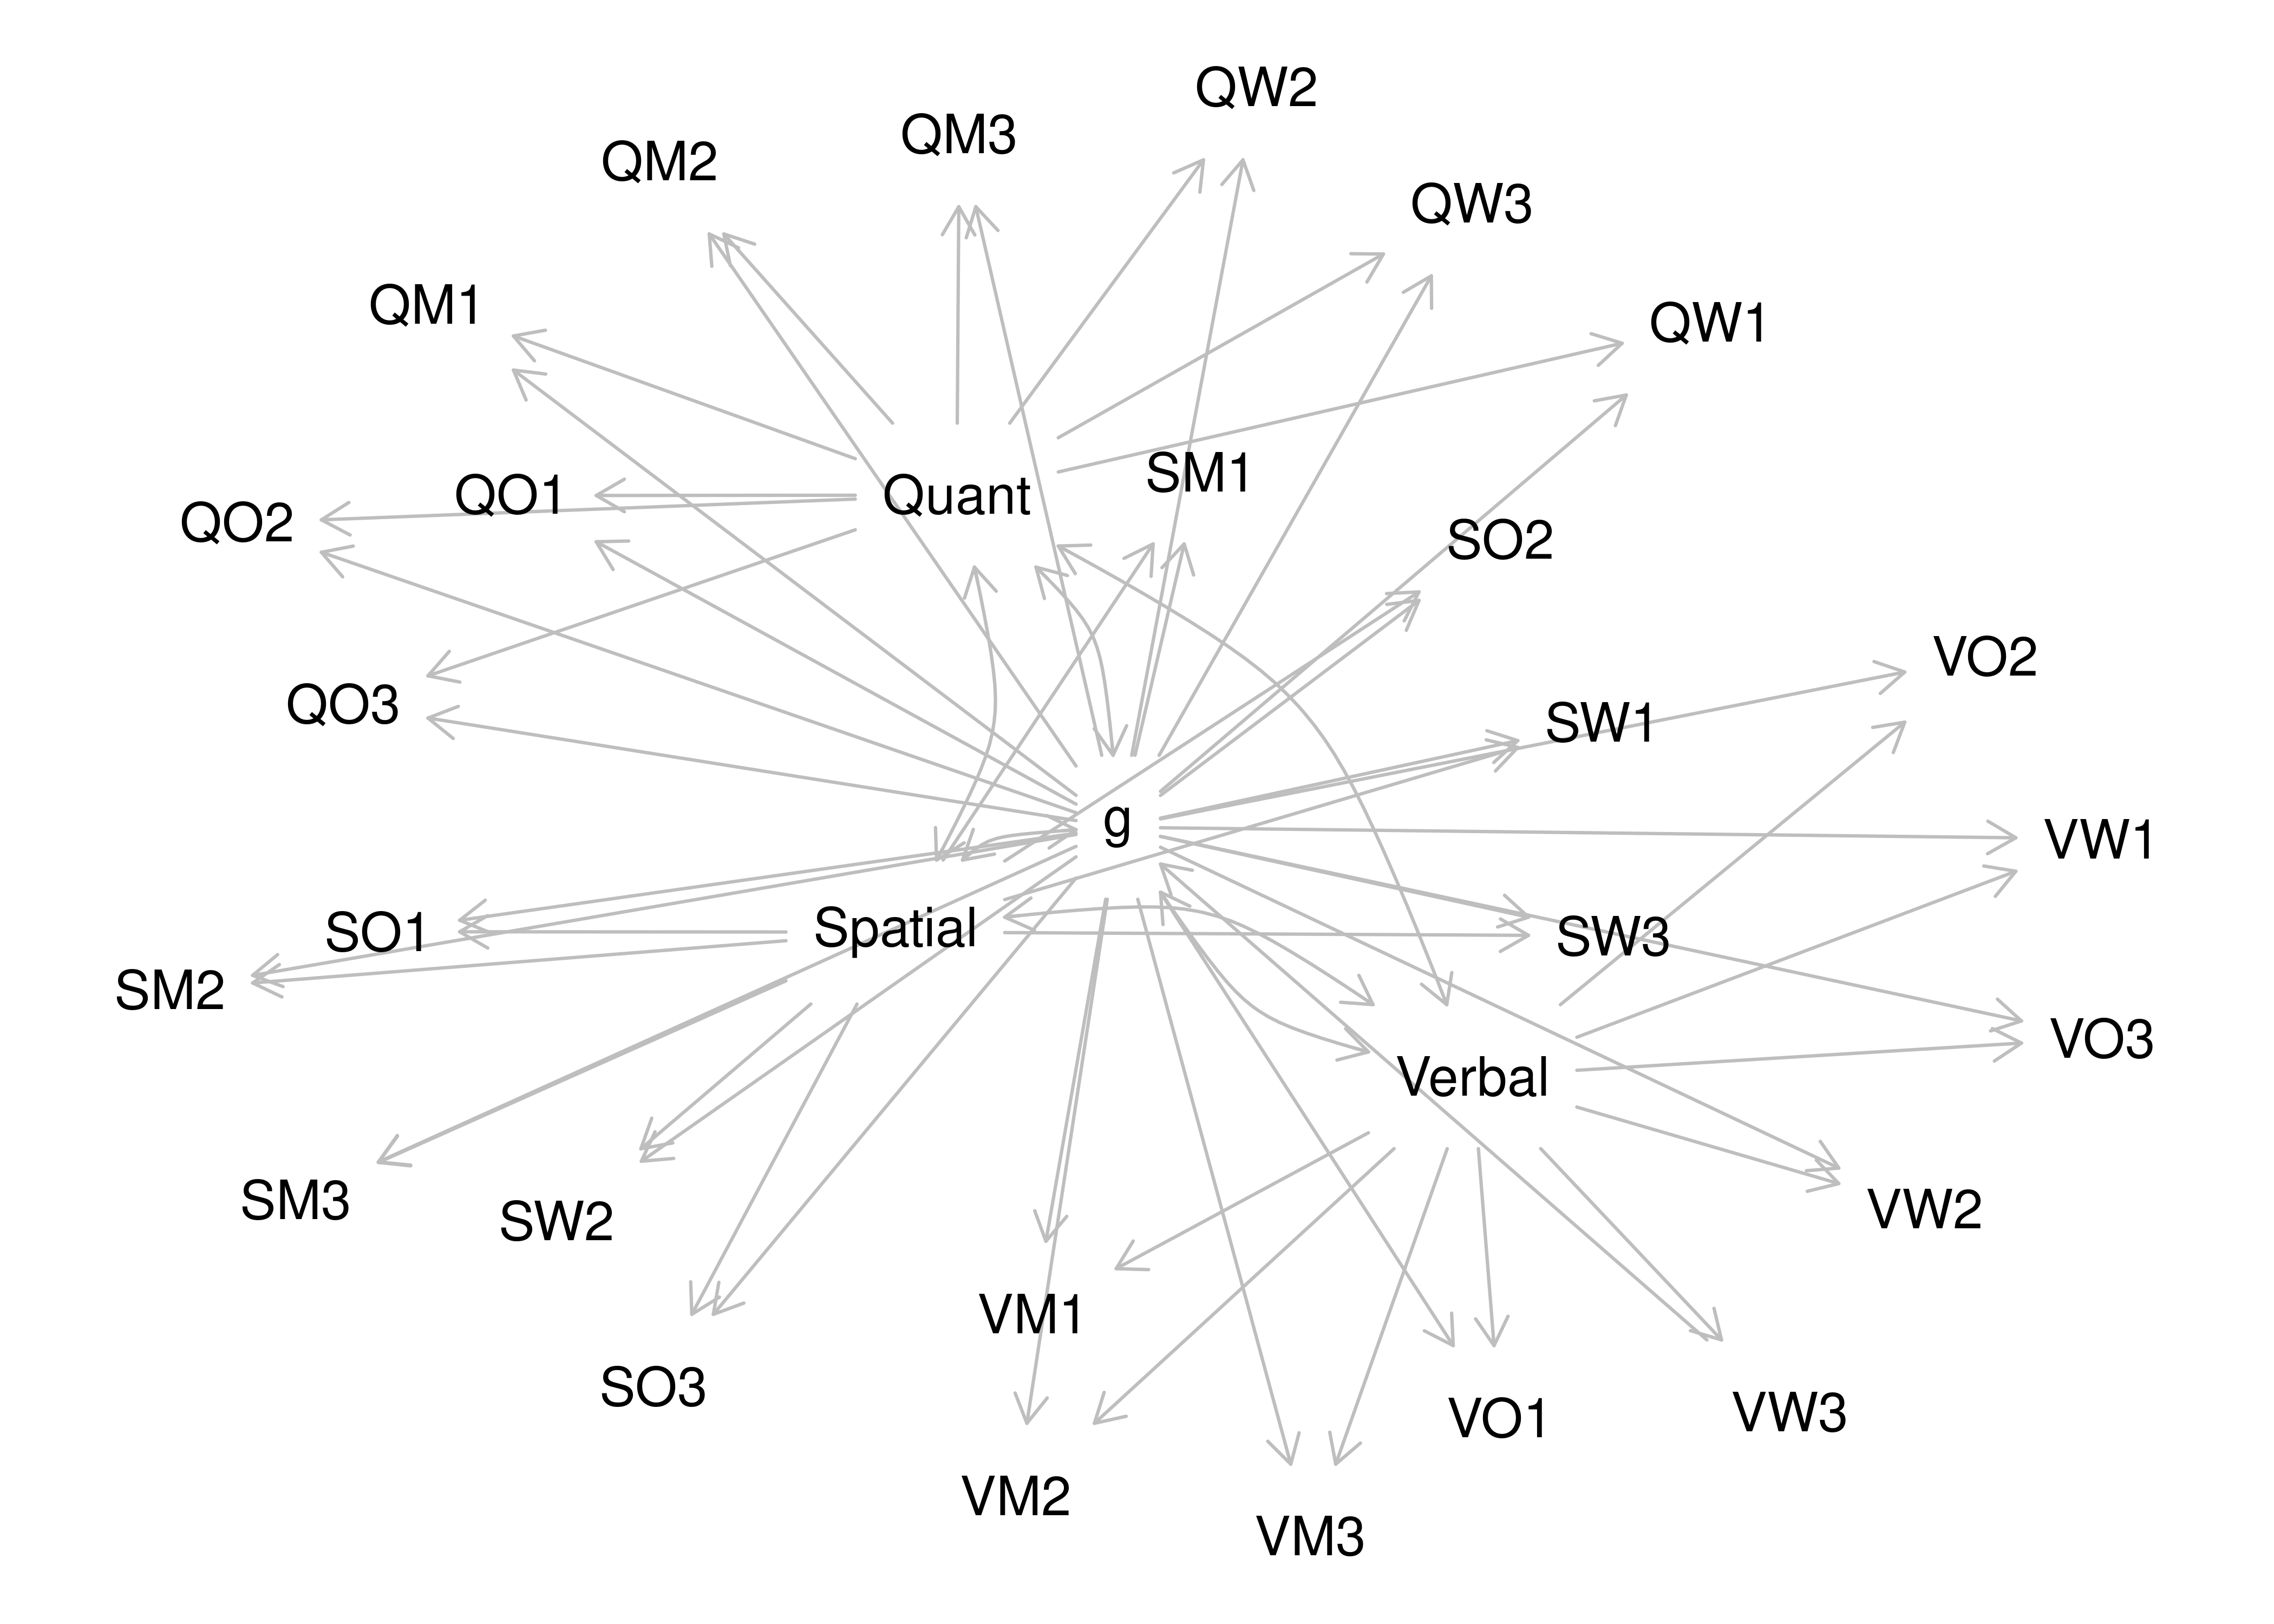 QW2
QM3
QM2
QW3
QM1
QW1
SM1
QO1
Quant
QO2
SO2
VO2
QO3
SW1
g
VW1
SO1
Spatial
SW3
SM2
VO3
Verbal
SM3
VW2
SW2
VM1
SO3
VW3
VO1
VM2
VM3